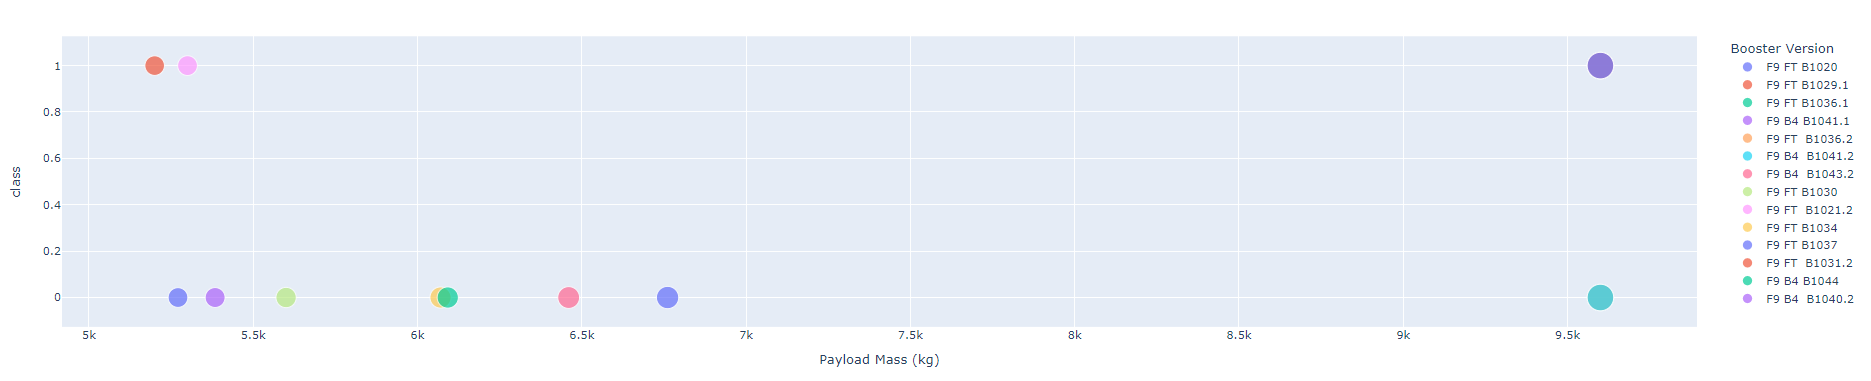 Booster Version
F9 FT B1020
F9 FT B1029.1
F9 FT B1036.1
F9 B4 B1041.1
F9 FT  B1036.2
F9 B4  B1041.2
F9 B4  B1043.2
F9 FT B1030
F9 FT  B1021.2
F9 FT B1034
F9 FT B1037
F9 FT  B1031.2
F9 B4 B1044
F9 B4  B1040.2
class
1
0.8
0.6
0.4
0.2
0
5k 5.5k 6k 6.5k 7k 7.5k 8k 8.5k 9k 9.5k
Payload Mass (kg)